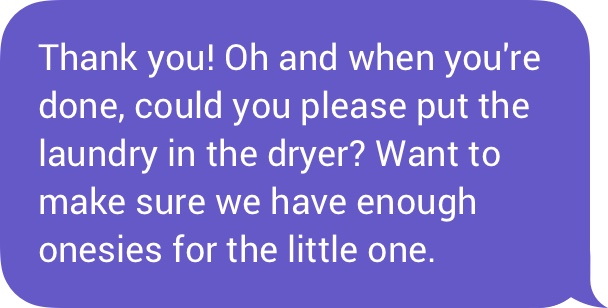 Thank you! Oh and when you're
done, could you please put the
laundry in the dryer? Want to
make sure we have enough
onesies for the little one.